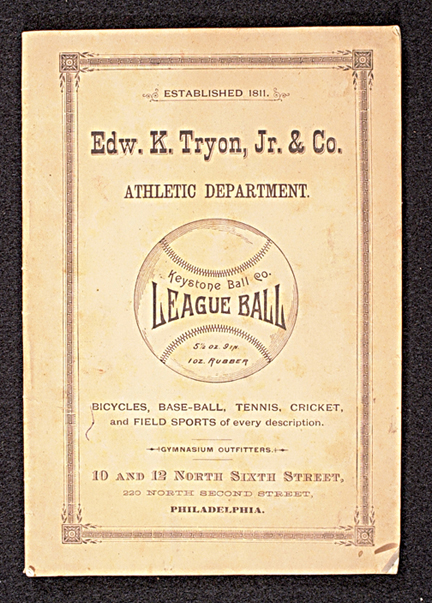 ESTABLISHED 1811.
Edw. K. Tryon, Jr. & Co.
ATHLETIC DEPARTMENT.
Keystone Ball Co.
LEAGUE BALL
5¼ oz. 9 in.
1 oz. RUBBER
BICYCLES, BASE-BALL, TENNIS, CRICKET,
and FIELD SPORTS of every description.
GYMNASIUM OUTFITTERS.
10 AND 12 NORTH SIXTH STREET,
220 NORTH SECOND STREET,
PHILADELPHIA.